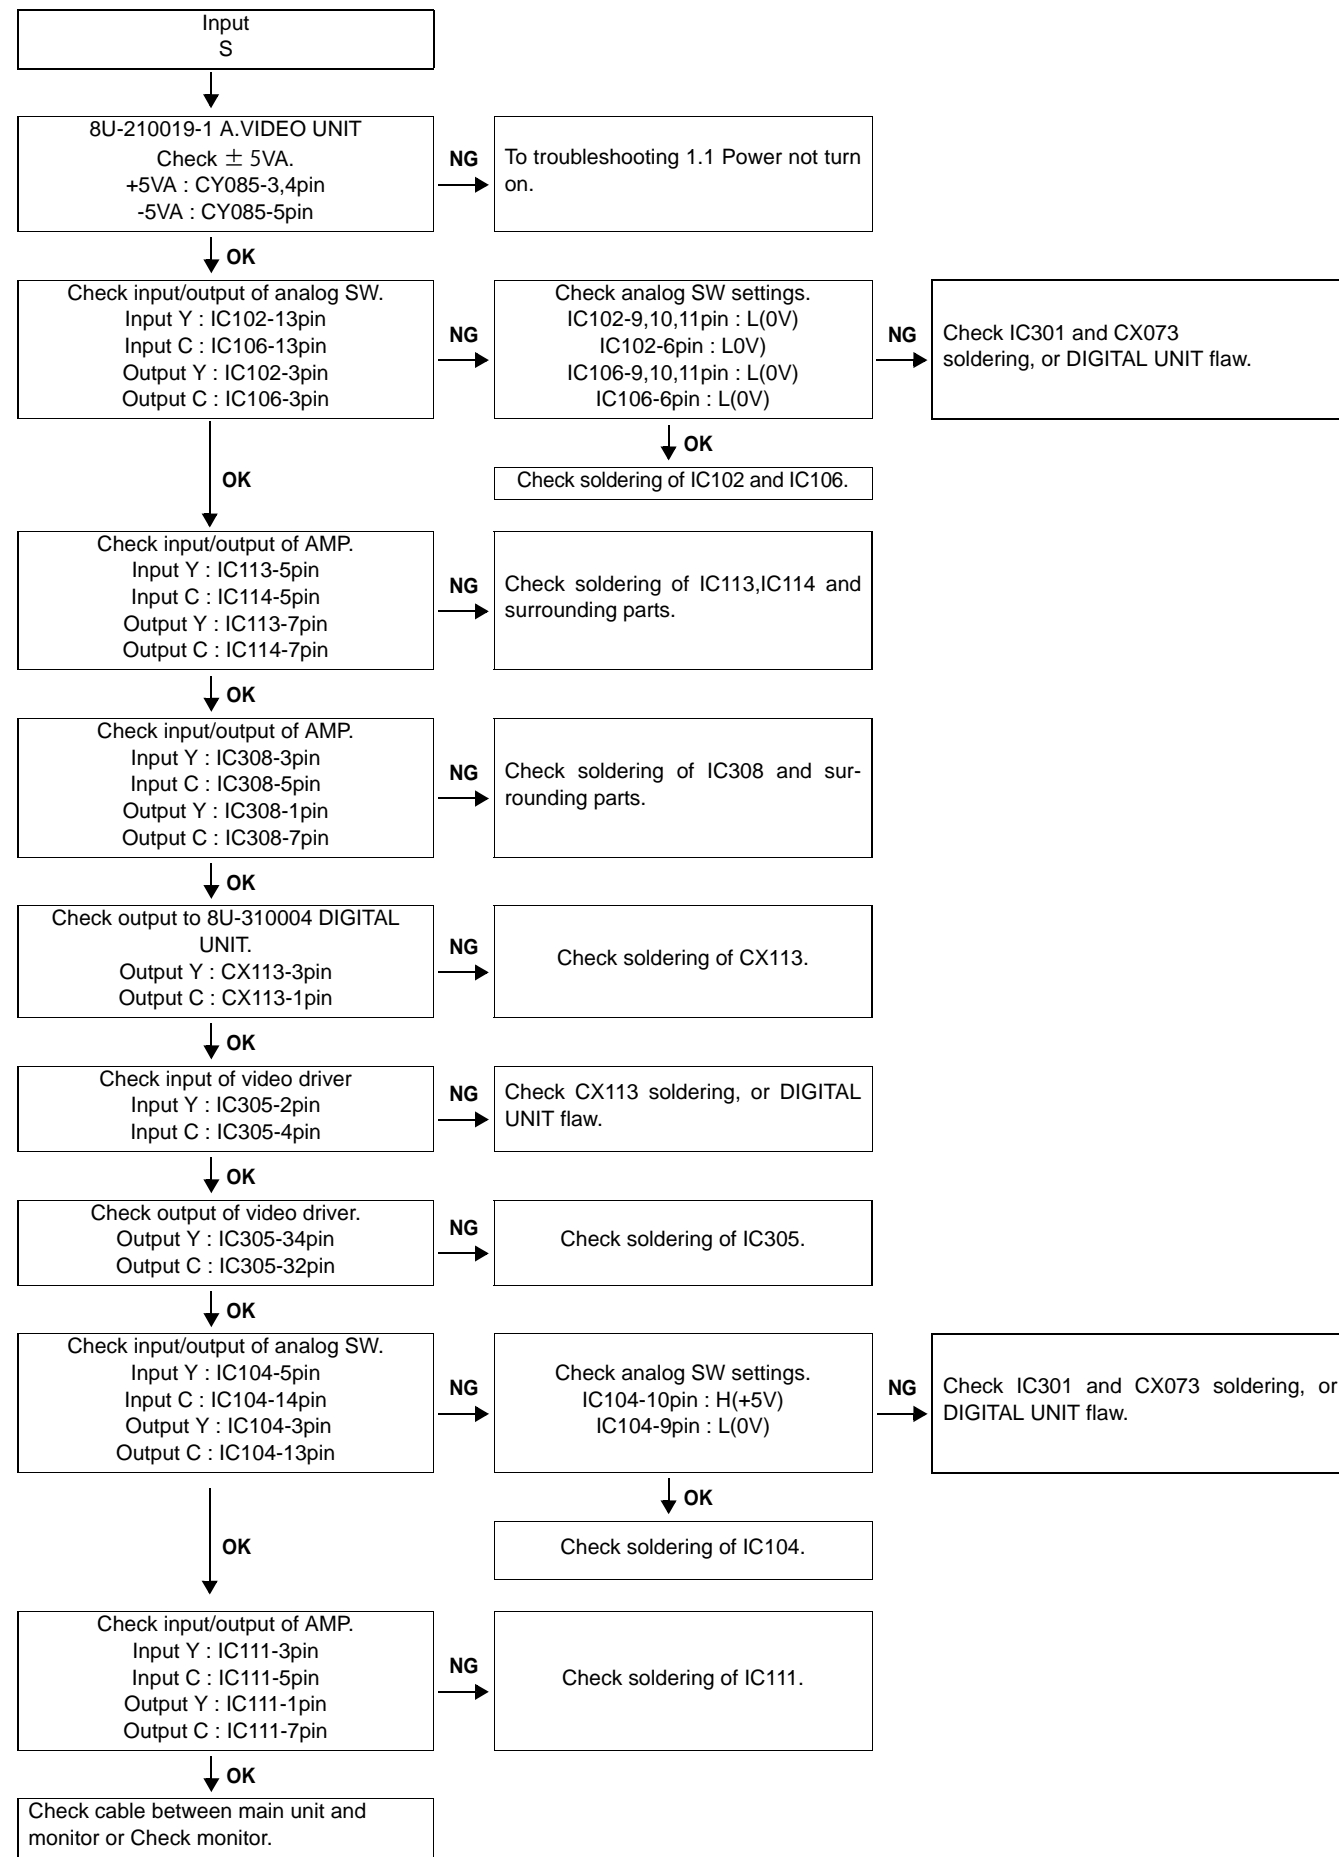 Input
S
8U-210019-1 A.VIDEO UNIT
Check ± 5VA.
+5VA : CY085-3,4pin
-5VA : CY085-5pin
NG
To troubleshooting 1.1 Power not turn
on.
OK
Check input/output of analog SW.
Input Y : IC102-13pin
Input C : IC106-13pin
Output Y : IC102-3pin
Output C : IC106-3pin
NG
Check analog SW settings.
IC102-9,10,11pin : L(0V)
IC102-6pin : L0V)
IC106-9,10,11pin : L(0V)
IC106-6pin : L(0V)
NG
Check IC301 and CX073
soldering, or DIGITAL UNIT flaw.
OK
Check soldering of IC102 and IC106.
OK
Check input/output of AMP.
Input Y : IC113-5pin
Input C : IC114-5pin
Output Y : IC113-7pin
Output C : IC114-7pin
NG
Check soldering of IC113,IC114 and
surrounding parts.
OK
Check input/output of AMP.
Input Y : IC308-3pin
Input C : IC308-5pin
Output Y : IC308-1pin
Output C : IC308-7pin
NG
Check soldering of IC308 and sur-
rounding parts.
OK
Check output to 8U-310004 DIGITAL
UNIT.
Output Y : CX113-3pin
Output C : CX113-1pin
NG
Check soldering of CX113.
OK
Check input of video driver
Input Y : IC305-2pin
Input C : IC305-4pin
NG
Check CX113 soldering, or DIGITAL
UNIT flaw.
OK
Check output of video driver.
Output Y : IC305-34pin
Output C : IC305-32pin
NG
Check soldering of IC305.
OK
Check input/output of analog SW.
Input Y : IC104-5pin
Input C : IC104-14pin
Output Y : IC104-3pin
Output C : IC104-13pin
NG
Check analog SW settings.
IC104-10pin : H(+5V)
IC104-9pin : L(0V)
NG
Check IC301 and CX073 soldering, or
DIGITAL UNIT flaw.
OK
Check soldering of IC104.
OK
Check input/output of AMP.
Input Y : IC111-3pin
Input C : IC111-5pin
Output Y : IC111-1pin
Output C : IC111-7pin
NG
Check soldering of IC111.
OK
Check cable between main unit and
monitor or Check monitor.